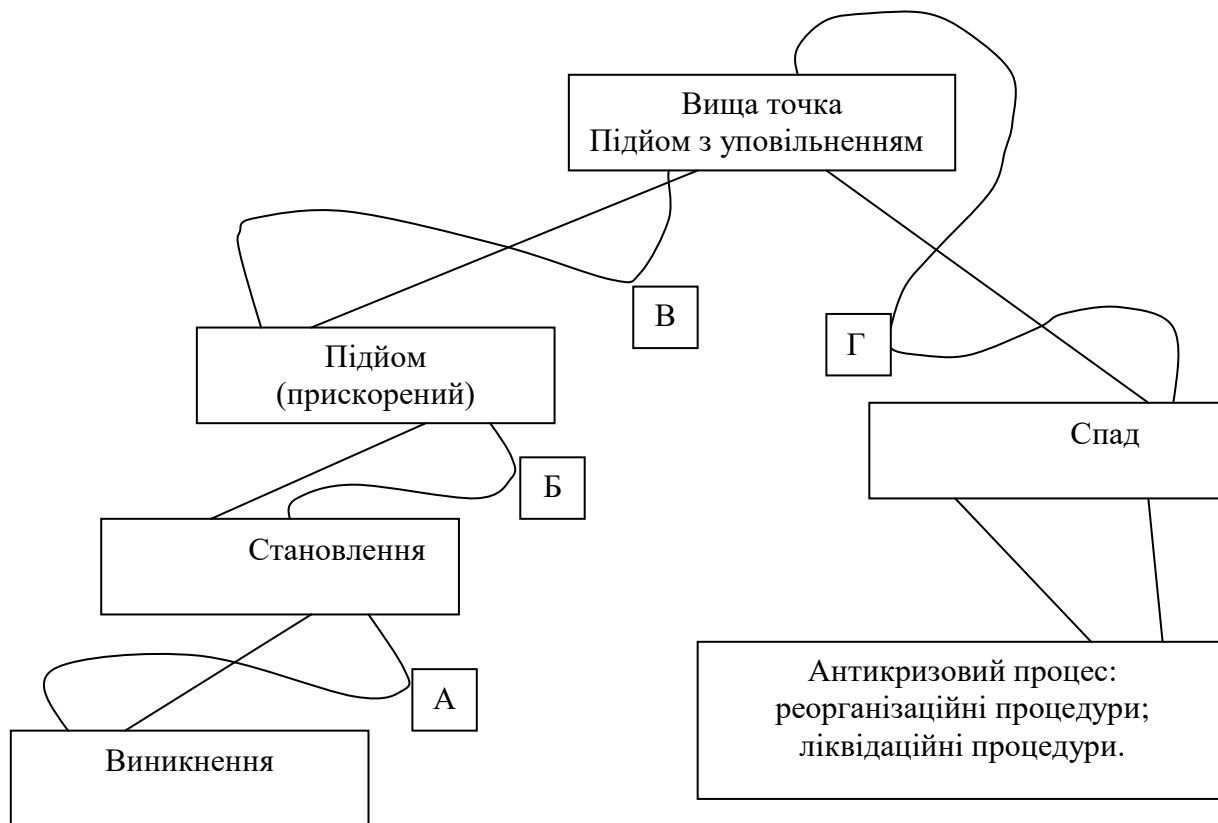 Вища точка
Підйом з уповільненням
В
Г
Підйом
(прискорений)
Спад
Б
Становлення
Антикризовий процес:
реорганізаційні процедури;
ліквідаційні процедури.
А
Виникнення